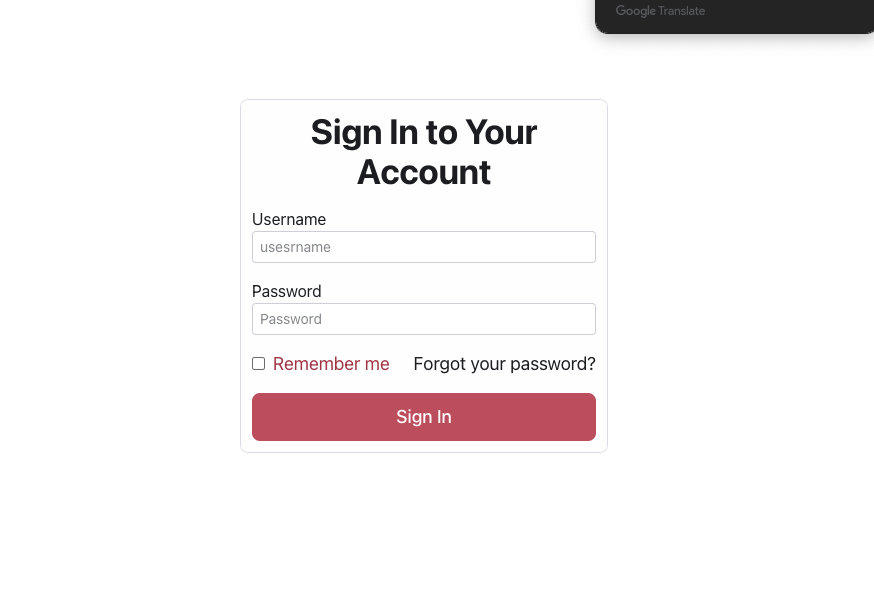 Google Translate
Sign In to Your
Account
Username
usesrname
Password
Password
Remember me Forgot your password?
Sign In